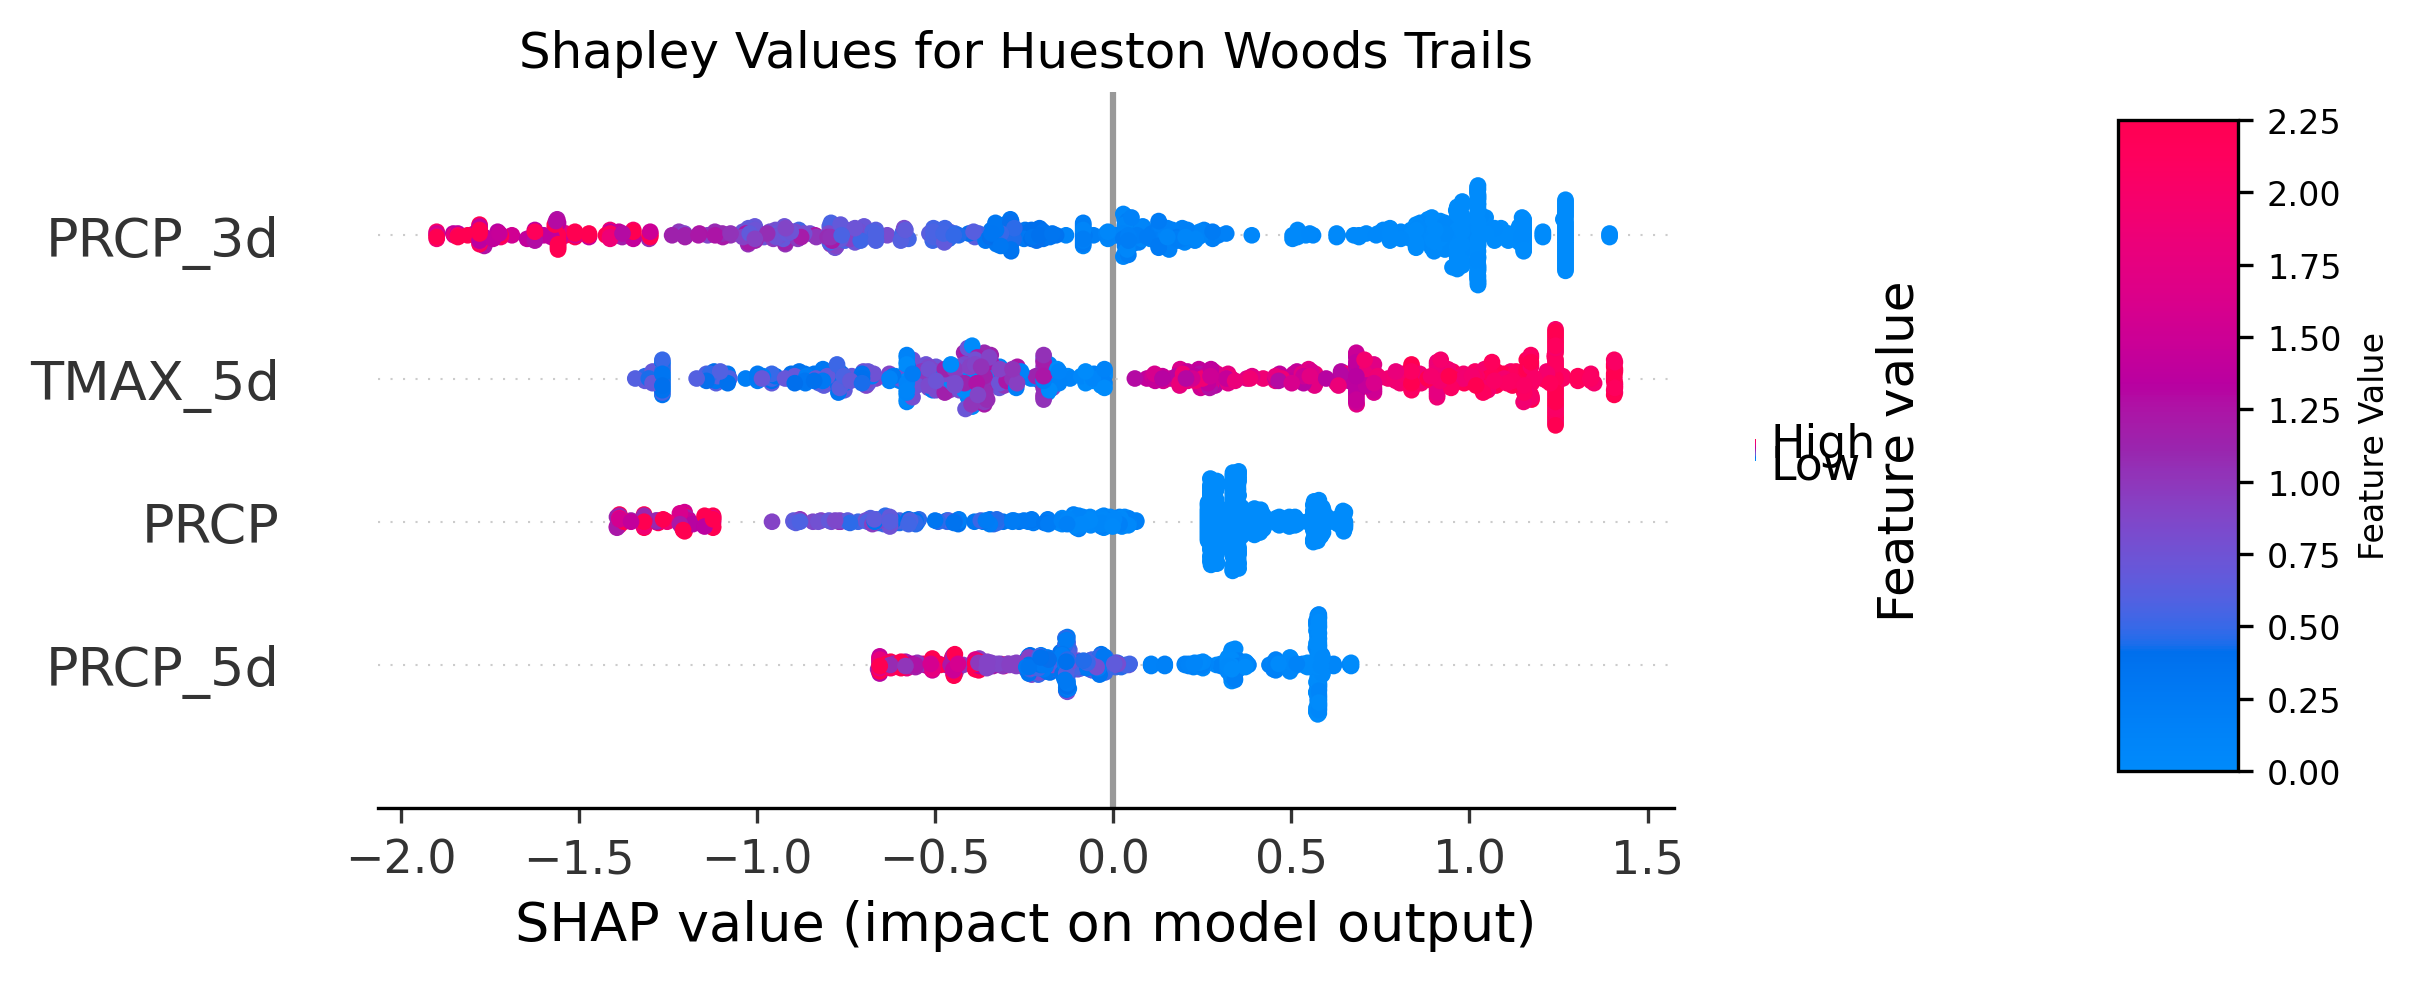 Shapley Values for Hueston Woods Trails
PRCP_3d
TMAX_5d
PRCP
PRCP_5d
−2.0 −1.5 −1.0 −0.5 0.0 0.5 1.0 1.5
SHAP value (impact on model output)
High
Low
Feature value
2.25
2.00
1.75
1.50
1.25
1.00
0.75
0.50
0.25
0.00
Feature Value